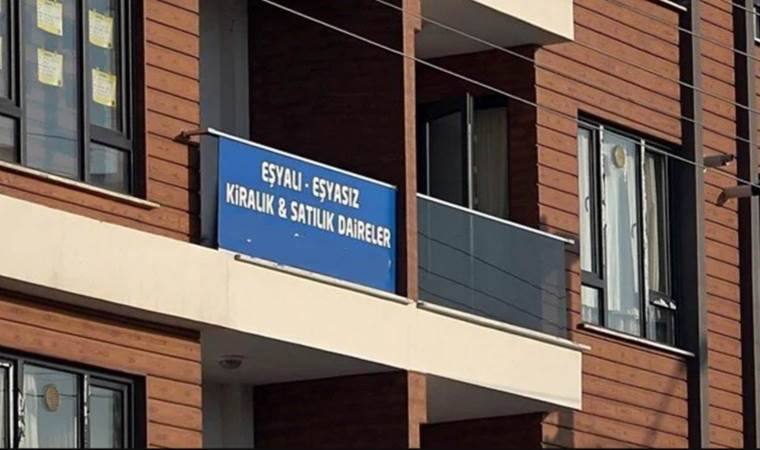 EŞYALI - EŞYASIZ
KİRALIK & SATILIK DAİRELER